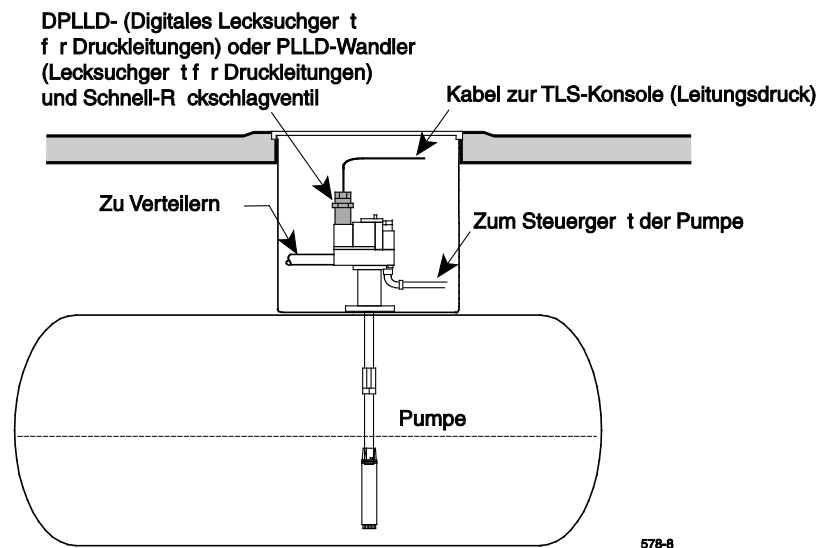 DPLLD- (Digitales Lecksuchger t
f r Druckleitungen) oder PLLD-Wandler
(Lecksuchger t f r Druckleitungen)
und Schnell-R ckschlagventil
Kabel zur TLS-Konsole (Leitungsdruck)
Zu Verteilern
Zum Steuerger t der Pumpe
Pumpe
578-8